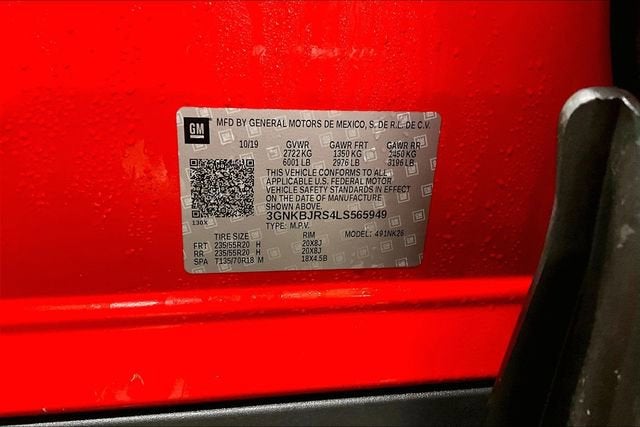 GM
MFD BY GENERAL MOTORS DE MEXICO, S. DE R.L. DE C.V.
10/19 GVWR GAWR FRT GAWR RR
2722 KG 1350 KG 2450 KG
6001 LB 2976 LB 3196 LB
THIS VEHICLE CONFORMS TO ALL
APPLICABLE U.S. FEDERAL MOTOR
VEHICLE SAFETY STANDARDS IN EFFECT
ON THE DATE OF MANUFACTURE
SHOWN ABOVE.
3GNKBJRS4LS565949
130X
TYPE: M.P.V.
TIRE SIZE RIM MODEL: 491NK26
FRT 235/55R20 H 20X8J
RR 235/55R20 H 20X8J
SPA T135/70R18 M 18X4.5B